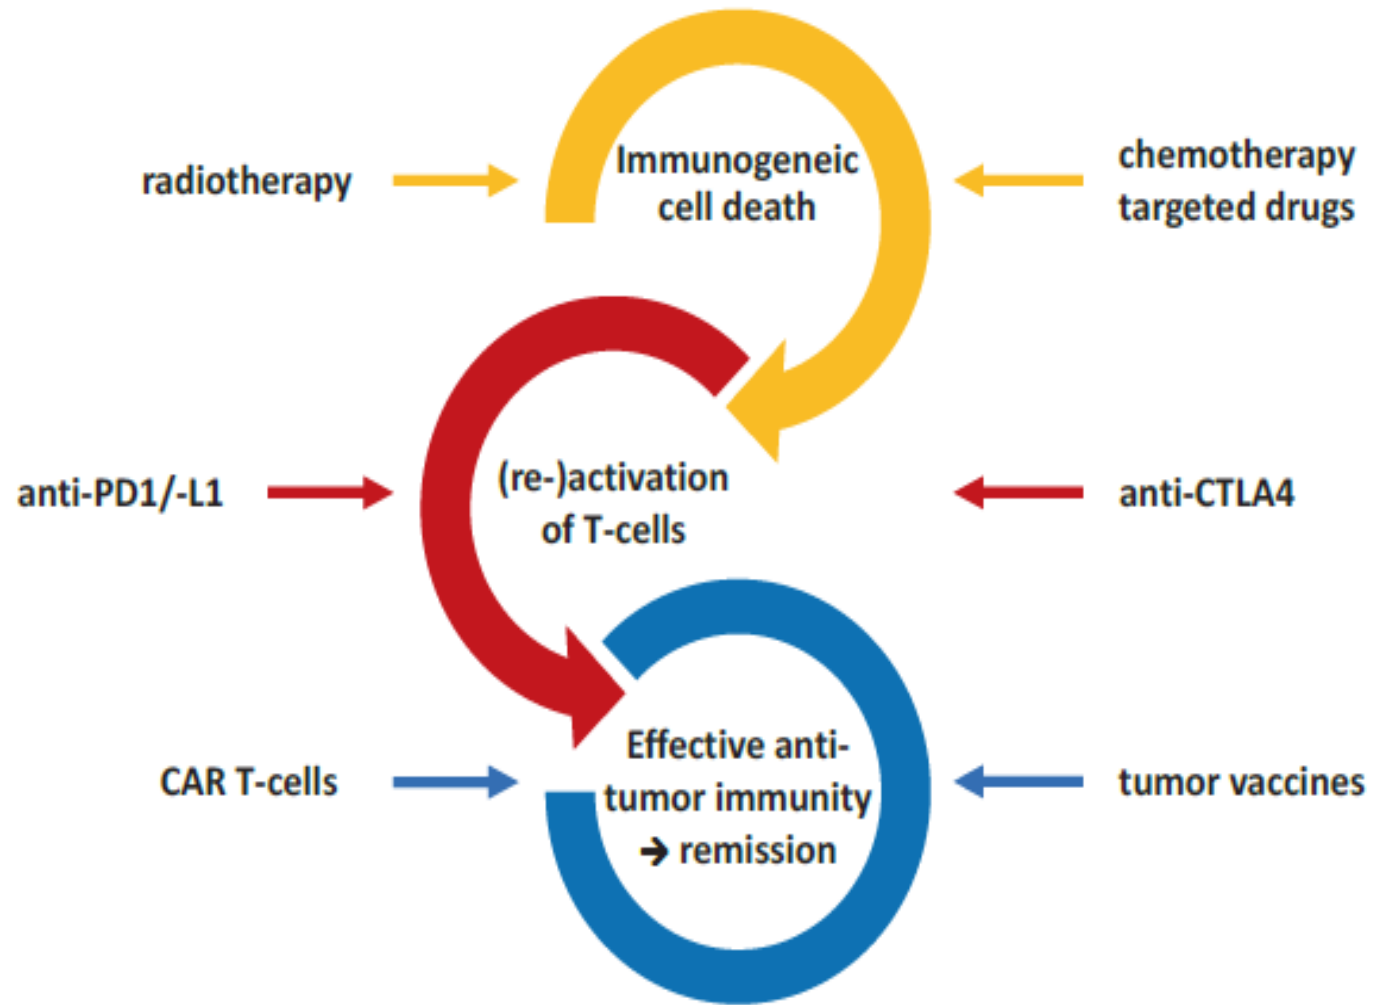 radiotherapy
Immunogeneic
cell death
chemotherapy
targeted drugs
anti-PD1/-L1
(re-)activation
of T-cells
anti-CTLA4
CAR T-cells
Effective anti-
tumor immunity
➔ remission
tumor vaccines